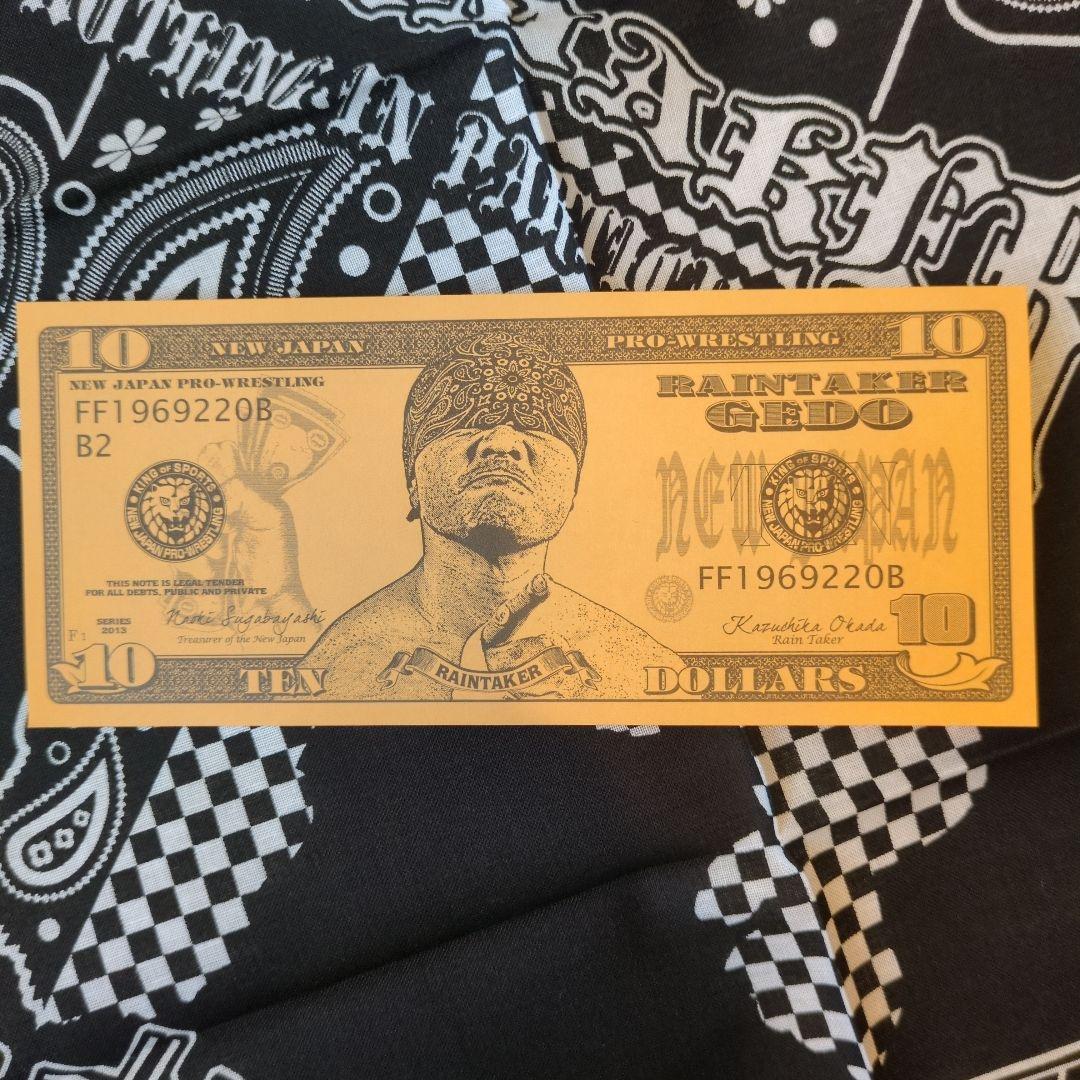 10 NEW JAPAN PRO-WRESTLING 10
NEW JAPAN PRO-WRESTLING
FF1969220B
B2
RAINTAKER
GEDO
KING OF SPORTS
NEW JAPAN PRO-WRESTLING
NEW JAPAN
TEN
KING OF SPORTS
NEW JAPAN PRO-WRESTLING
FF1969220B
THIS NOTE IS LEGAL TENDER
FOR ALL DEBTS, PUBLIC AND PRIVATE
SERIES
2013
Naoki Sugabayashi
Treasurer of the New Japan
Kazuchika Okada
Rain Taker
10
F1
RAINTAKER
10 TEN DOLLARS